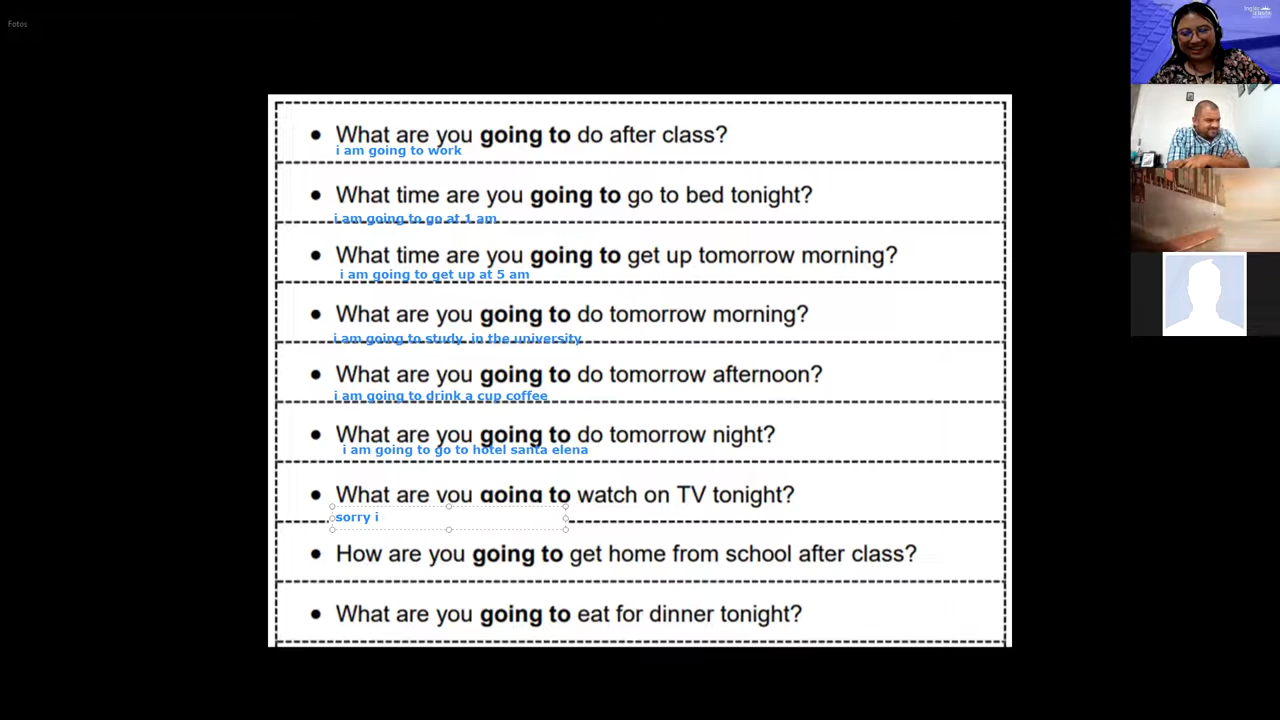 Fotos
• What are you going to do after class?
i am going to work
• What time are you going to go to bed tonight?
i am going to go at 1 am
• What time are you going to get up tomorrow morning?
i am going to get up at 5 am
• What are you going to do tomorrow morning?
i am going to study in the university
• What are you going to do tomorrow afternoon?
i am going to drink a cup coffee
• What are you going to do tomorrow night?
i am going to go to hotel santa elena
• What are you going to watch on TV tonight?
sorry i
• How are you going to get home from school after class?
• What are you going to eat for dinner tonight?